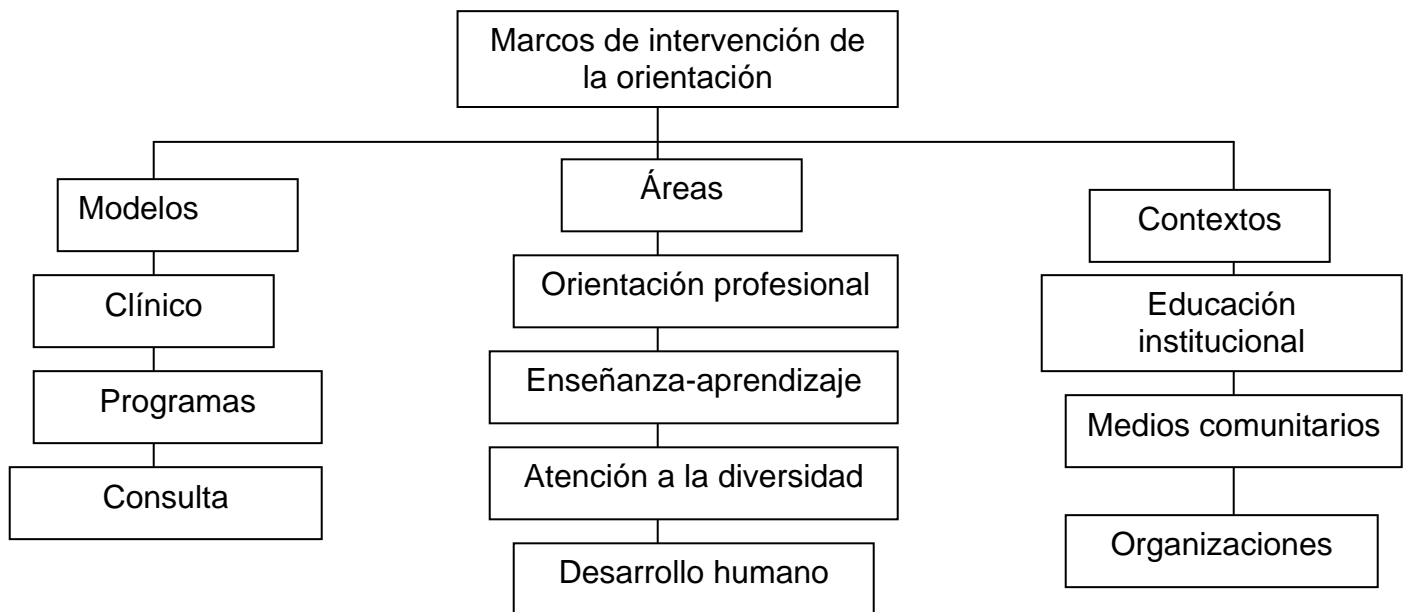 Marcos de intervención de
la orientación
Modelos
Áreas
Contextos
Clínico
Orientación profesional
Educación
institucional
Programas
Enseñanza-aprendizaje
Medios comunitarios
Consulta
Atención a la diversidad
Organizaciones
Desarrollo humano